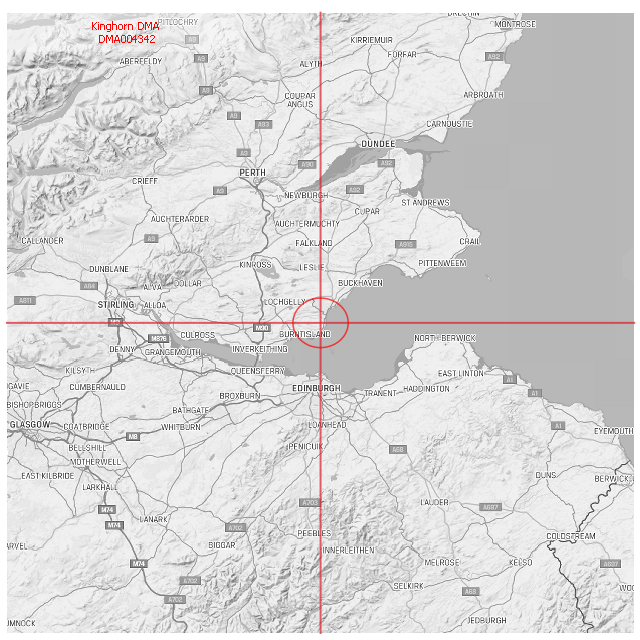 Kinghorn DMA
DMA004342
PITLOCHRY
BRECHIN
MONTROSE
KIRRIEMUIR
FORFAR
A92
ABERFELDY
A9
ALYTH
A9
COUPAR
ANGUS
ARBROATH
A9
A93
CARNOUSTIE
DUNDEE
A9
A90
A92
PERTH
CRIEFF
A9
NEWBURGH
A92
ST ANDREWS
AUCHTERARDER
AUCHTERMUCHTY
CUPAR
CALLANDER
A9
FALKLAND
A915
CRAIL
DUNBLANE
KINROSS
LESLIE
PITTENWEEM
ALVA
DOLLAR
BUCKHAVEN
A84
A811
STIRLING
ALLOA
LOCHGELLY
M90
CULROSS
BURNTISLAND
M876
DENNY
GRANGEMOUTH
INVERKEITHING
NORTH BERWICK
KILSYTH
QUEENSFERRY
EAST LINTON
A1
CUMBERNAULD
EDINBURGH
HADDINGTON
TRANENT
A1
BROXBURN
BISHOPBRIGGS
BATHGATE
GLASGOW
COATBRIDGE
WHITBURN
LOANHEAD
A1
EYEMOUTH
M8
BELLSHILL
PENICUIK
A68
MOTHERWELL
EAST KILBRIDE
DUNS
BERWICK
LARKHALL
A703
LAUDER
A697
M74
LANARK
M74
A702
PEEBLES
COLDSTREAM
BIGGAR
INNERLEITHEN
M74
MELROSE
KELSO
A697
A702
SELKIRK
A68
A702
JEDBURGH